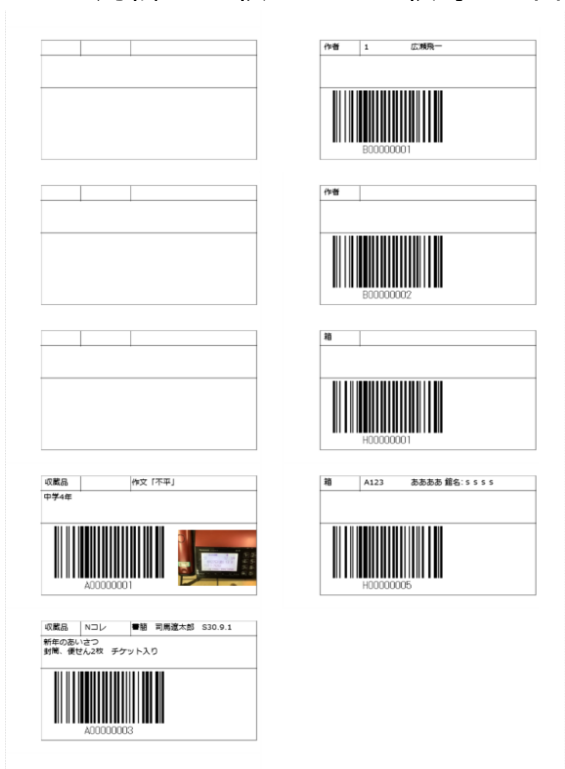 作者 1 広瀬飛一
B00000001
作者
B00000002
箱
H00000001
収蔵品 作文「不平」
中学4年
A00000001
箱 A123 ああああ 館名:ssss
H00000005
収蔵品 Nコレ 簡 司馬遼太郎 S30.9.1
新年のあいさつ
封筒、便せん2枚 チケット入り
A00000003